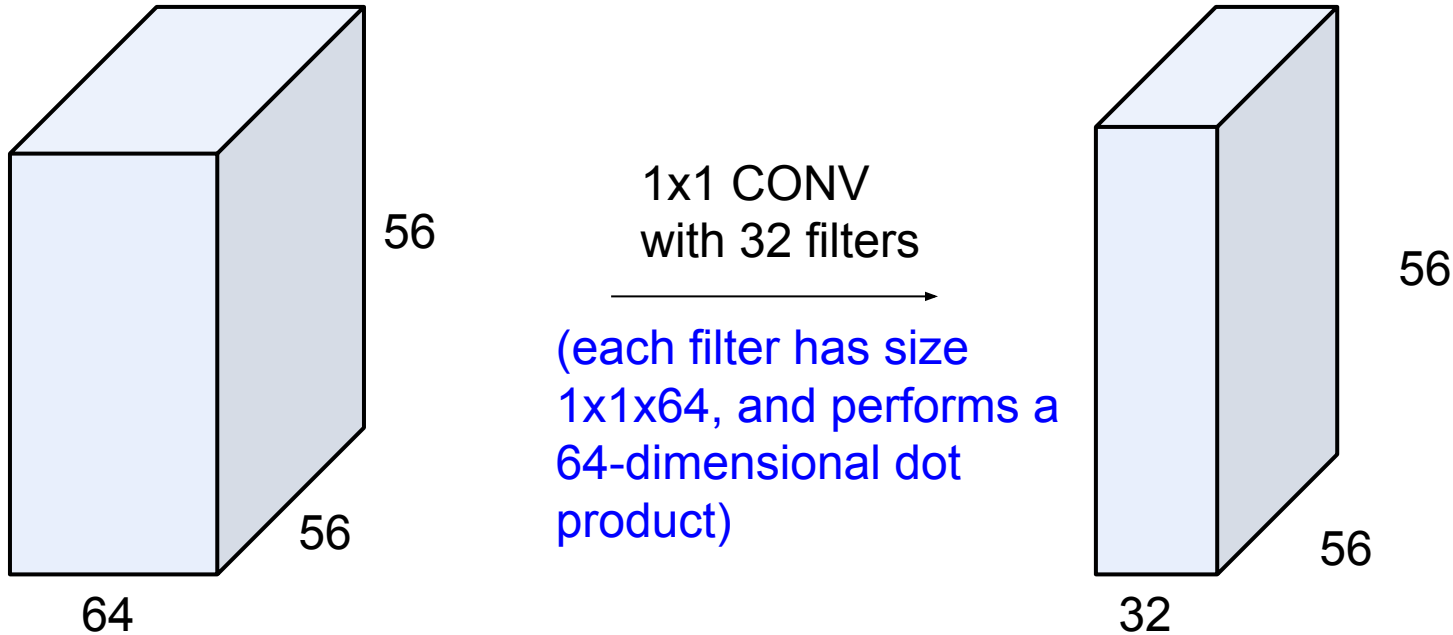 56
56
64
1x1 CONV
with 32 filters
(each filter has size
1x1x64, and performs a
64-dimensional dot
product)
56
56
32